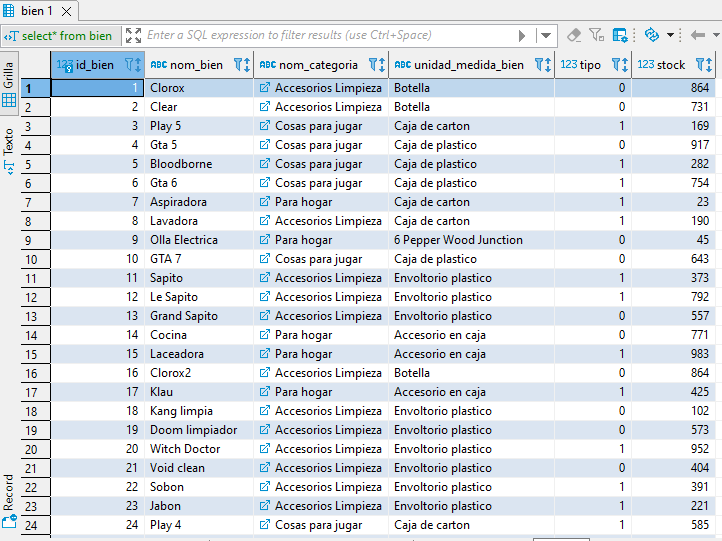 bien 1
select* from bien Enter a SQL expression to filter results (use Ctrl+Space)
123 id_bien ABC nom_bien ABC nom_categoria ABC unidad_medida_bien 123 tipo 123 stock
1 1 Clorox Accesorios Limpieza Botella 0 864
2 2 Clear Accesorios Limpieza Botella 0 731
3 3 Play 5 Cosas para jugar Caja de carton 1 169
4 4 Gta 5 Cosas para jugar Caja de plastico 0 917
5 5 Bloodborne Cosas para jugar Caja de plastico 1 282
6 6 Gta 6 Cosas para jugar Caja de plastico 1 754
7 7 Aspiradora Para hogar Caja de carton 1 23
8 8 Lavadora Accesorios Limpieza Caja de carton 1 190
9 9 Olla Electrica Para hogar 6 Pepper Wood Junction 0 45
10 10 GTA 7 Cosas para jugar Caja de plastico 0 643
11 11 Sapito Accesorios Limpieza Envoltorio plastico 1 373
12 12 Le Sapito Accesorios Limpieza Envoltorio plastico 1 792
13 13 Grand Sapito Accesorios Limpieza Envoltorio plastico 0 557
14 14 Cocina Para hogar Accesorio en caja 0 771
15 15 Laceadora Para hogar Accesorio en caja 1 983
16 16 Clorox2 Accesorios Limpieza Botella 0 864
17 17 Klau Para hogar Accesorio en caja 1 425
18 18 Kang limpia Accesorios Limpieza Envoltorio plastico 0 102
19 19 Doom limpiador Accesorios Limpieza Envoltorio plastico 0 573
20 20 Witch Doctor Accesorios Limpieza Envoltorio plastico 1 952
21 21 Void clean Accesorios Limpieza Envoltorio plastico 0 404
22 22 Sobon Accesorios Limpieza Envoltorio plastico 1 391
23 23 Jabon Accesorios Limpieza Envoltorio plastico 1 221
24 24 Play 4 Cosas para jugar Caja de carton 1 585
Grilla
Texto
Record